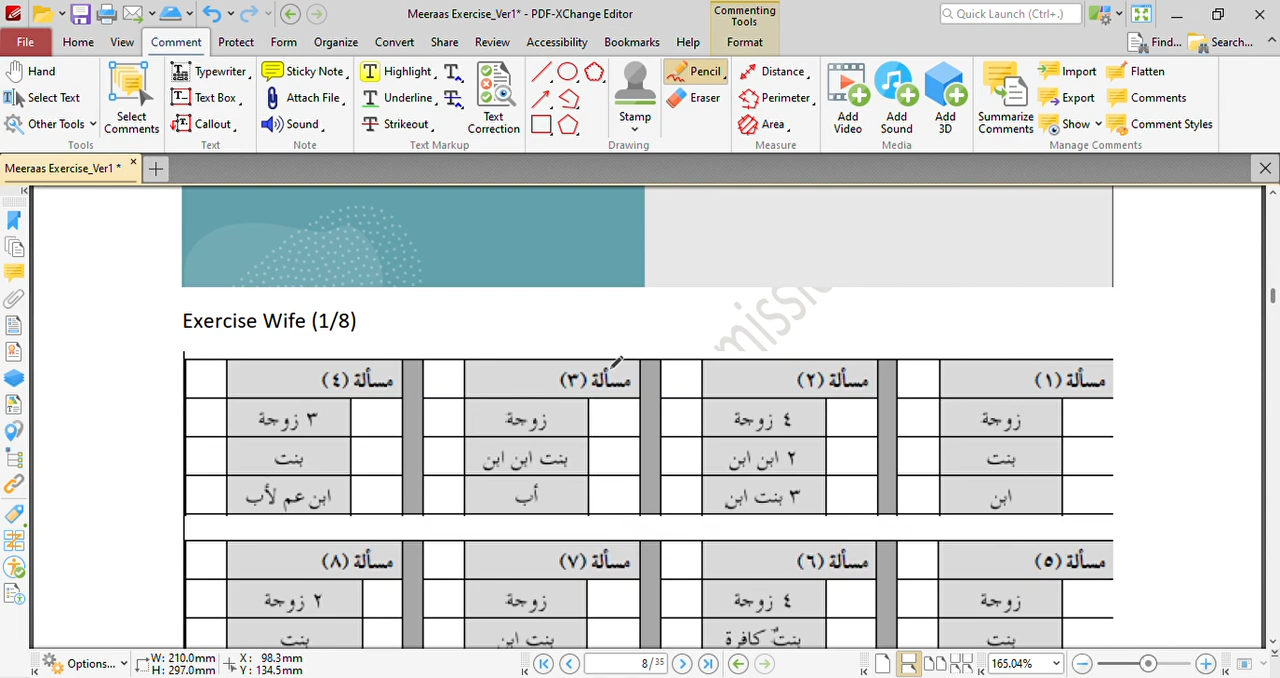 Meeraas Exercise_Ver1* - PDF-XChange Editor
Commenting Tools
Quick Launch (Ctrl+.)
File
Home
View
Comment
Protect
Form
Organize
Convert
Share
Review
Accessibility
Bookmarks
Help
Format
Find...
Search...
Hand
Select Text
Other Tools
Select Comments
Tools
Typewriter
Text Box
Callout
Text
Sticky Note
Attach File
Sound
Note
Highlight
Underline
Strikeout
Text Correction
Text Markup
Stamp
Drawing
Pencil
Eraser
Distance
Perimeter
Area
Measure
Add Video
Add Sound
Add 3D
Media
Summarize Comments
Import
Export
Show
Flatten
Comments
Comment Styles
Manage Comments
Meeraas Exercise_Ver1 *
Exercise Wife (1/8)
مسألة (١) مسألة (٢) مسألة (٣) مسألة (٤)
زوجة ٤ زوجة زوجة ٣ زوجة
بنت ٢ ابن ابن بنت ابن ابن بنت
ابن ٣ بنت ابن أب ابن عم لأب
مسألة (٥) مسألة (٦) مسألة (٧) مسألة (٨)
زوجة ٤ زوجة زوجة ٢ زوجة
بنت بنتٌ كافرة بنت ابن بنت
Options...
W: 210.0mm
H: 297.0mm
X: 98.3mm
Y: 134.5mm
8 / 35
165.04%